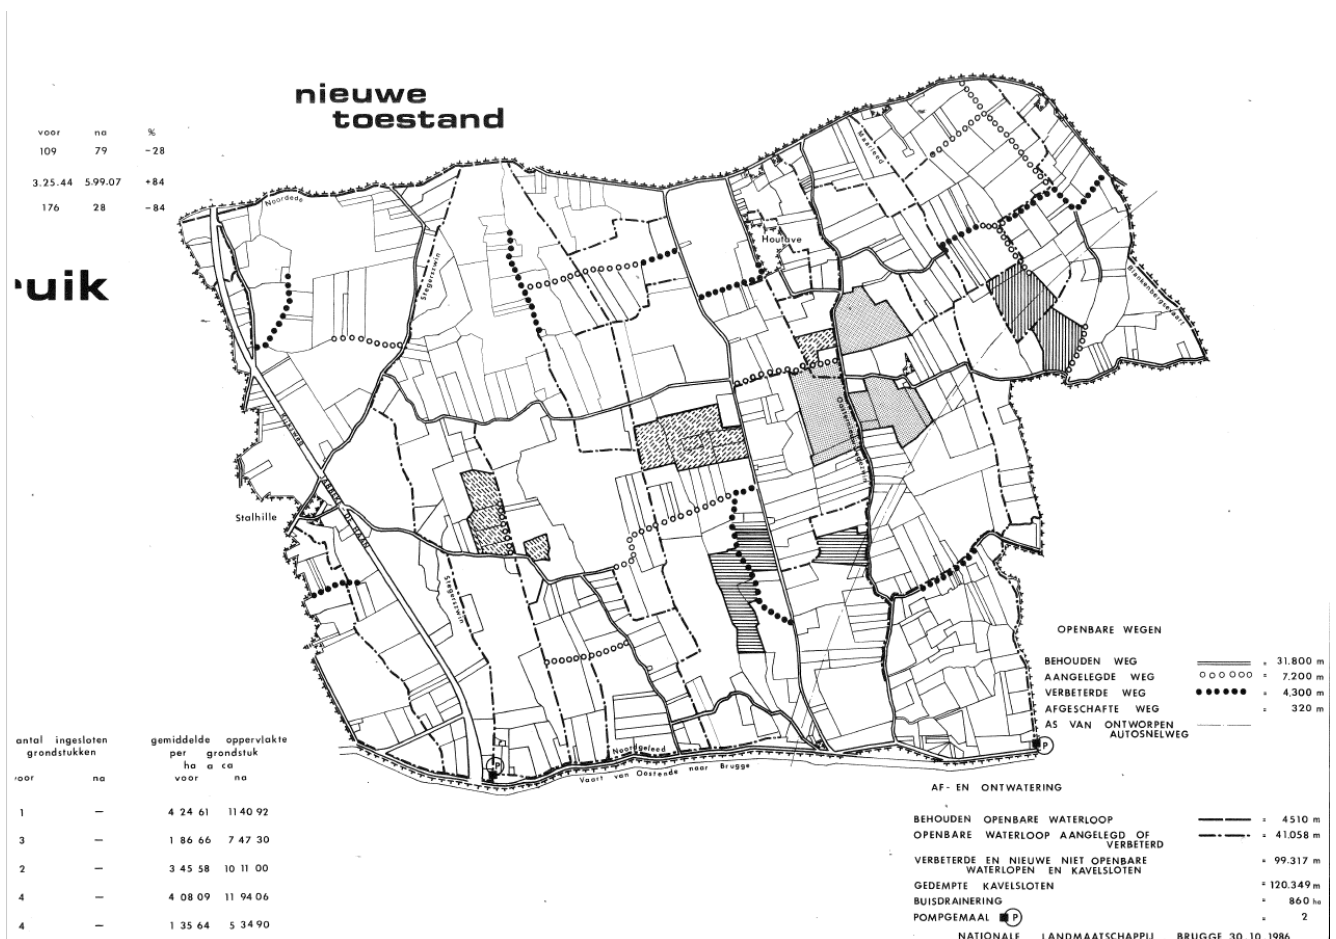 nieuwe
toestand
voor na %
109 79 -28
3.25.44 5.99.07 +84
176 28 -84
uik
Noordede
Stegerszwin
Maarleed
Houtave
Blankenbergsevaart
Rijksweg
Stalhille
Stegerszwin
Noordgeleed
Vaart van Oostende naar Brugge
P
P
OPENBARE WEGEN
BEHOUDEN WEG = 31.800 m
AANGELEGDE WEG = 7.200 m
VERBETERDE WEG = 4.300 m
AFGESCHAFTE WEG = 320 m
AS VAN ONTWORPEN
AUTOSNELWEG
antal ingesloten
grondstukken
oor na
gemiddelde oppervlakte
per grondstuk
ha a ca
voor na
1 — 4 24 61 11 40 92
3 — 1 86 66 7 47 30
2 — 3 45 58 10 11 00
4 — 4 08 09 11 94 06
4 — 1 35 64 5 34 90
AF- EN ONTWATERING
BEHOUDEN OPENBARE WATERLOOP = 4510 m
OPENBARE WATERLOOP AANGELEGD OF = 41.058 m
VERBETERD
VERBETERDE EN NIEUWE NIET OPENBARE = 99.317 m
WATERLOPEN EN KAVELSLOTEN
GEDEMPTE KAVELSLOTEN = 120.349 m
BUISDRAINERING = 860 ha
POMPGEMAAL P = 2
NATIONALE LANDMAATSCHAPPIJ BRUGGE 30.10.1986